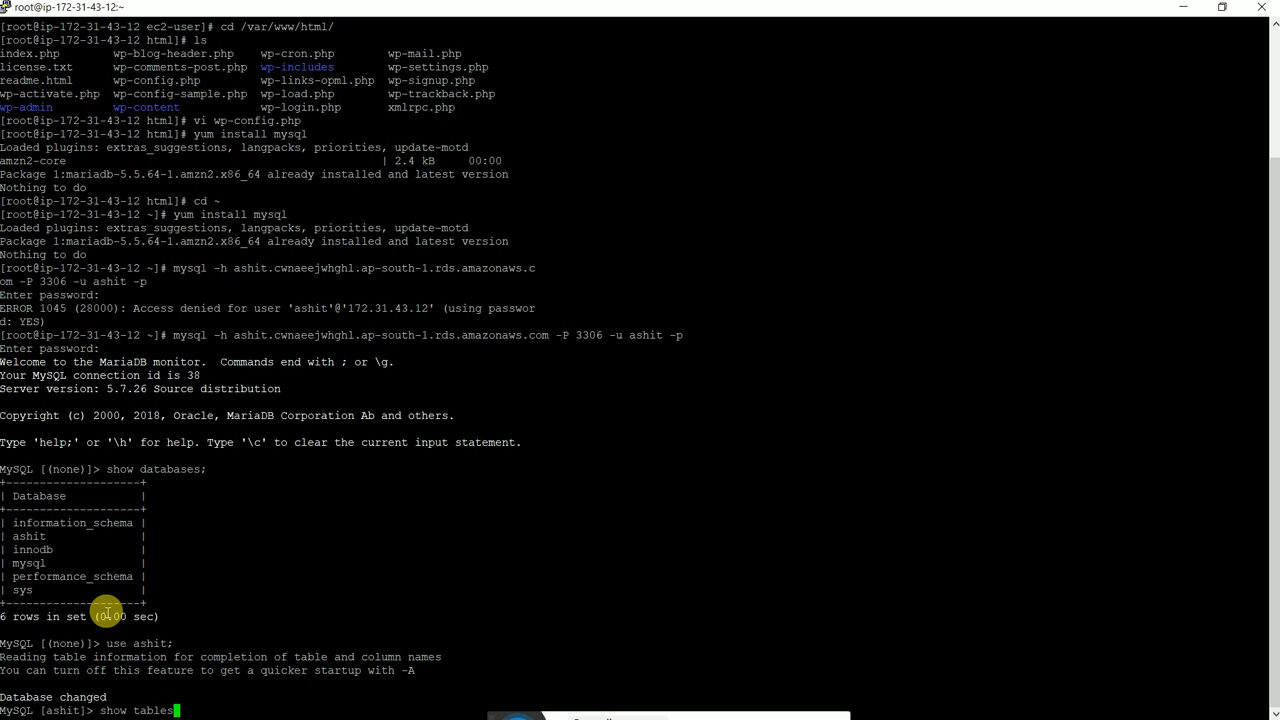 root@ip-172-31-43-12:~
[root@ip-172-31-43-12 ec2-user]# cd /var/www/html/
[root@ip-172-31-43-12 html]# ls
index.php wp-blog-header.php wp-cron.php wp-mail.php
license.txt wp-comments-post.php wp-includes wp-settings.php
readme.html wp-config.php wp-links-opml.php wp-signup.php
wp-activate.php wp-config-sample.php wp-load.php wp-trackback.php
wp-admin wp-content wp-login.php xmlrpc.php
[root@ip-172-31-43-12 html]# vi wp-config.php
[root@ip-172-31-43-12 html]# yum install mysql
Loaded plugins: extras_suggestions, langpacks, priorities, update-motd
amzn2-core | 2.4 kB 00:00
Package 1:mariadb-5.5.64-1.amzn2.x86_64 already installed and latest version
Nothing to do
[root@ip-172-31-43-12 html]# cd ~
[root@ip-172-31-43-12 ~]# yum install mysql
Loaded plugins: extras_suggestions, langpacks, priorities, update-motd
Package 1:mariadb-5.5.64-1.amzn2.x86_64 already installed and latest version
Nothing to do
[root@ip-172-31-43-12 ~]# mysql -h ashit.cwnaeejwhghl.ap-south-1.rds.amazonaws.c
om -P 3306 -u ashit -p
Enter password:
ERROR 1045 (28000): Access denied for user 'ashit'@'172.31.43.12' (using passwor
d: YES)
[root@ip-172-31-43-12 ~]# mysql -h ashit.cwnaeejwhghl.ap-south-1.rds.amazonaws.com -P 3306 -u ashit -p
Enter password:
Welcome to the MariaDB monitor.  Commands end with ; or \g.
Your MySQL connection id is 38
Server version: 5.7.26 Source distribution
Copyright (c) 2000, 2018, Oracle, MariaDB Corporation Ab and others.
Type 'help;' or '\h' for help. Type '\c' to clear the current input statement.
MySQL [(none)]> show databases;
+--------------------+
| Database           |
+--------------------+
| information_schema |
| ashit              |
| innodb             |
| mysql              |
| performance_schema |
| sys                |
+--------------------+
6 rows in set (0.00 sec)
MySQL [(none)]> use ashit;
Reading table information for completion of table and column names
You can turn off this feature to get a quicker startup with -A
Database changed
MySQL [ashit]> show tables